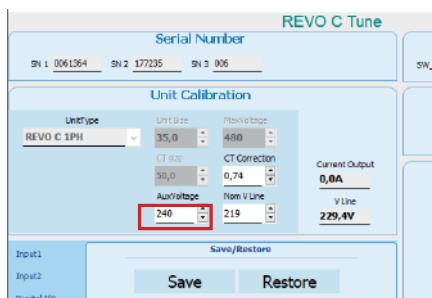 REVO C Tune
Serial Number
SN 1 0061364 SN 2 177235 SN 3 006
SW_
Unit Calibration
UnitType
Unit Size
MaxVoltage
REVO C 1PH
35,0
480
CT size
CT Correction
50,0
0,74
Current Output
0,0A
AuxVoltage
Nom V Line
240
219
V Line
229,4V
Input1
Save/Restore
Input2
Save
Restore
Digital I/O